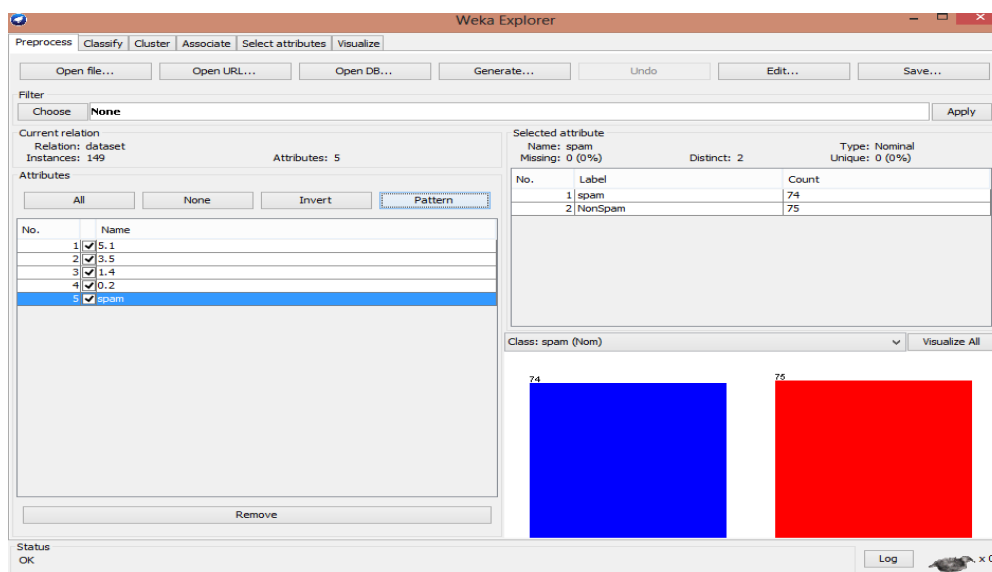 Weka Explorer
Preprocess Classify Cluster Associate Select attributes Visualize
Open file... Open URL... Open DB... Generate... Undo Edit... Save...
Filter
Choose None Apply
Current relation
Relation: dataset
Instances: 149 Attributes: 5
Attributes
All None Invert Pattern
No. Name
1 5.1
2 3.5
3 1.4
4 0.2
5 spam
Remove
Selected attribute
Name: spam Type: Nominal
Missing: 0 (0%) Distinct: 2 Unique: 0 (0%)
No. Label Count
1 spam 74
2 NonSpam 75
Class: spam (Nom) Visualize All
74 75
Status
OK Log x 0